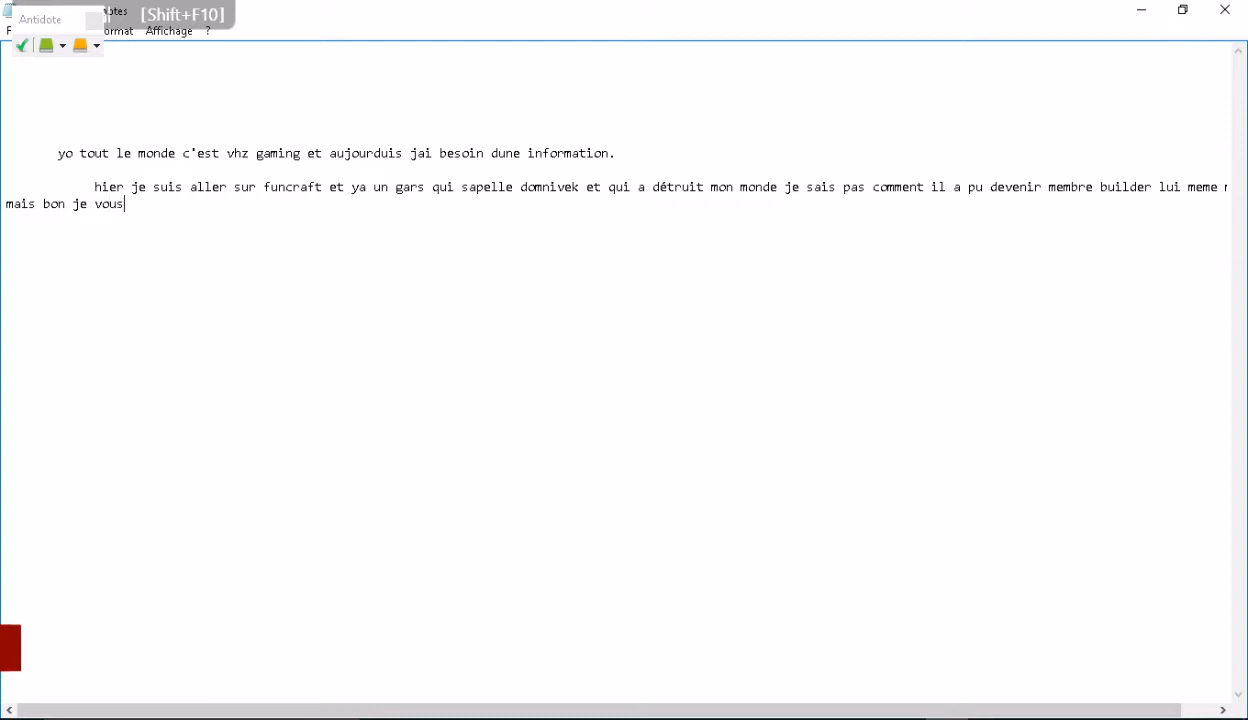 Antidote
[Shift+F10]
Affichage ?
yo tout le monde c'est vhz gaming et aujourduis jai besoin dune information.
hier je suis aller sur funcraft et ya un gars qui sapelle domnivek et qui a détruit mon monde je sais pas comment il a pu devenir membre builder lui meme
mais bon je vous